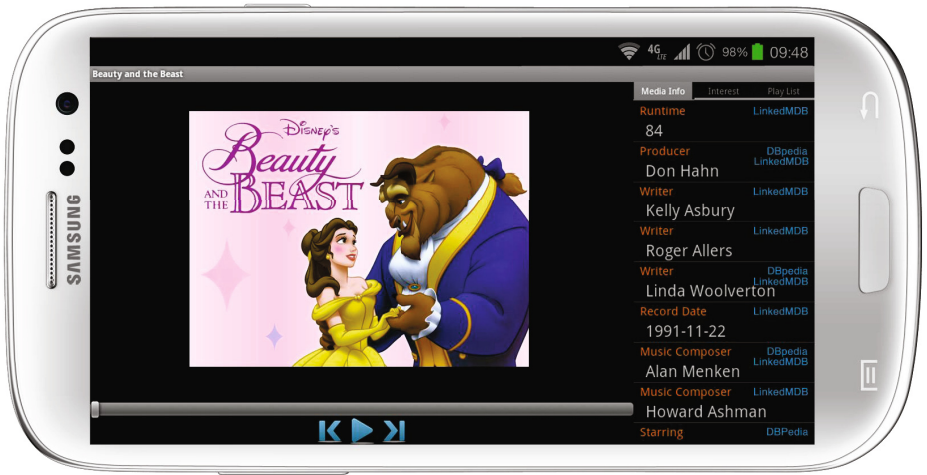 4G
LTE
98%
09:48
Beauty and the Beast
SAMSUNG
DISNEY'S
Beauty
AND
THE
BEAST
Media Info
Interest
Play List
Runtime
LinkedMDB
84
Producer
DBpedia
LinkedMDB
Don Hahn
Writer
LinkedMDB
Kelly Asbury
Writer
LinkedMDB
Roger Allers
Writer
DBpedia
LinkedMDB
Linda Woolverton
Record Date
LinkedMDB
1991-11-22
Music Composer
DBpedia
LinkedMDB
Alan Menken
Music Composer
LinkedMDB
Howard Ashman
Starring
DBPedia